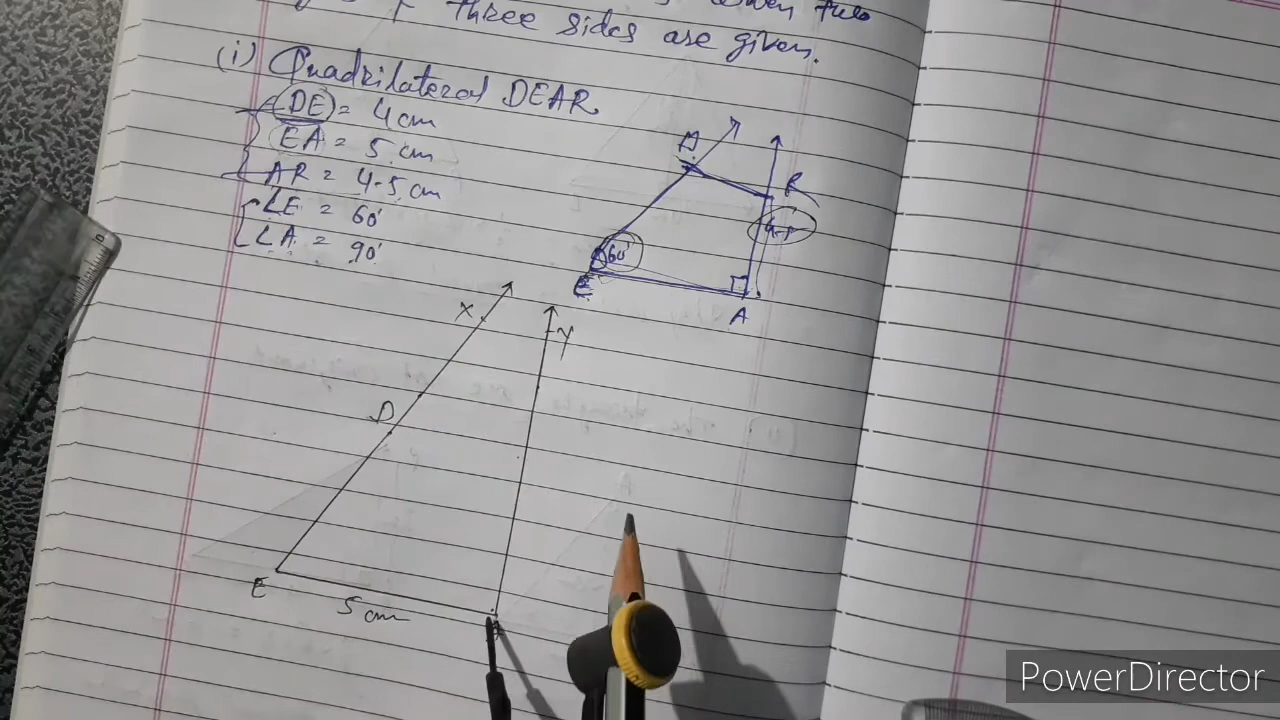 three sides are given.
(i) Quadrilateral DEAR
DE = 4 cm
EA = 5 cm
AR = 4.5 cm
∠E = 60°
∠A = 90°
D
R
4.5
60°
E
A
X
Y
D
E
5 cm
PowerDirector